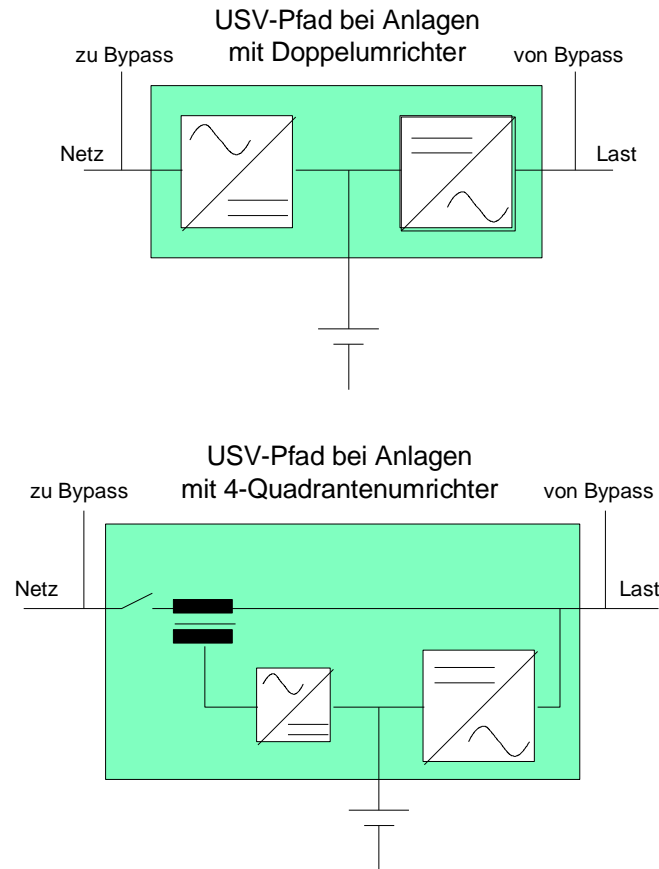 USV-Pfad bei Anlagen
mit Doppelumrichter
zu Bypass
von Bypass
Netz
Last
USV-Pfad bei Anlagen
mit 4-Quadrantenumrichter
zu Bypass
von Bypass
Netz
Last